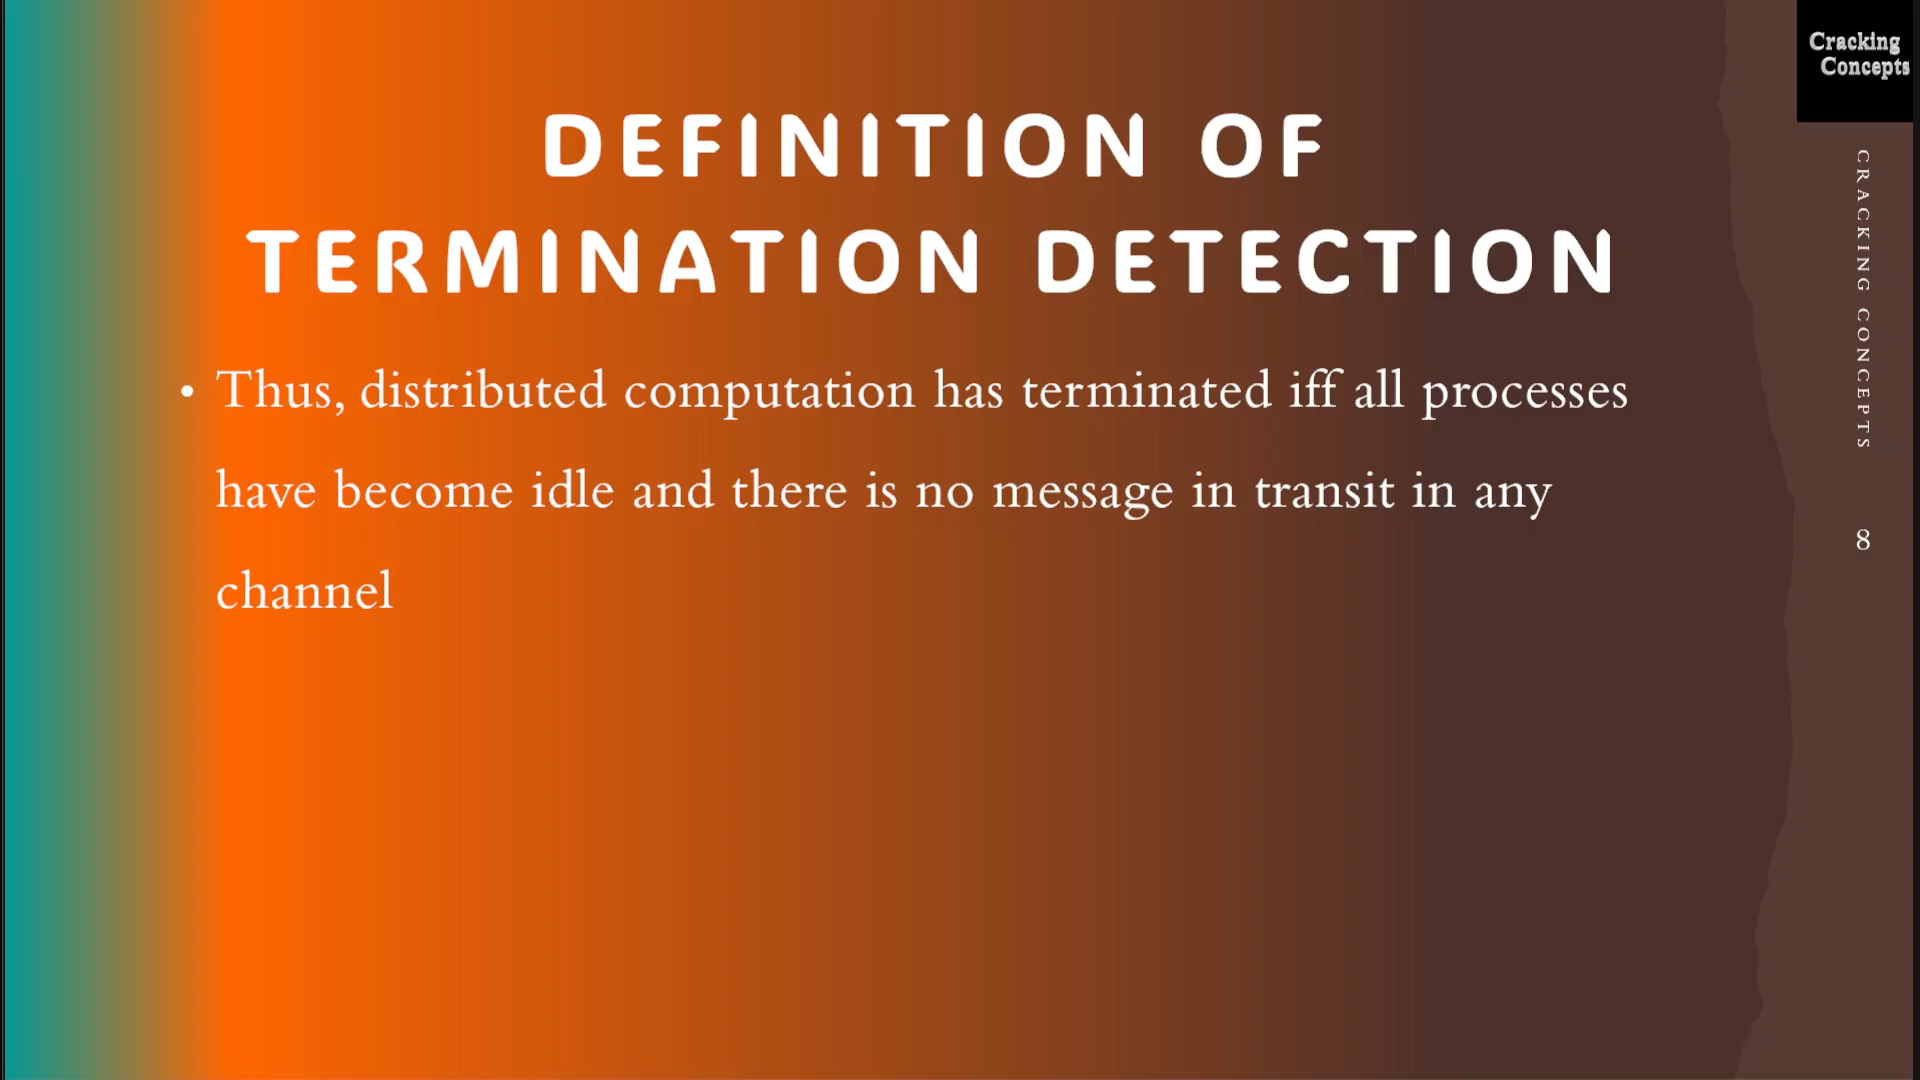 Cracking
Concepts
DEFINITION OF
TERMINATION DETECTION
• Thus, distributed computation has terminated iff all processes
have become idle and there is no message in transit in any
channel
CRACKING CONCEPTS
8